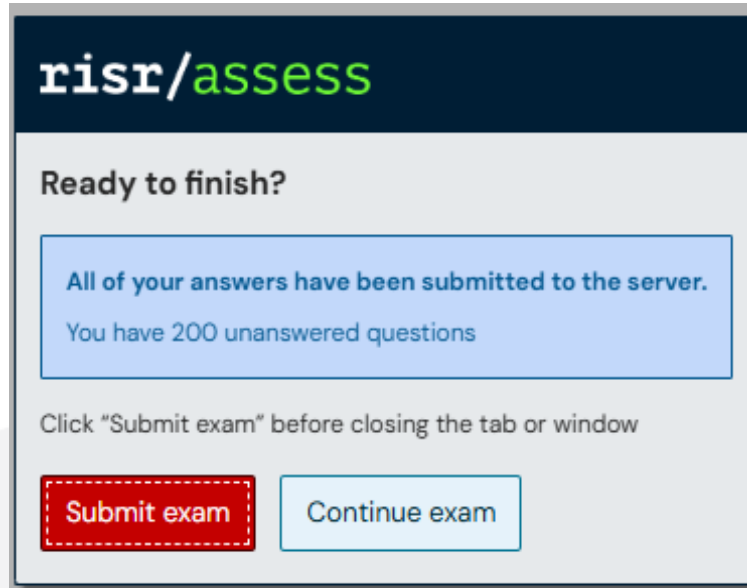 risr/assess
Ready to finish?
All of your answers have been submitted to the server.
You have 200 unanswered questions
Click “Submit exam” before closing the tab or window
Submit exam
Continue exam